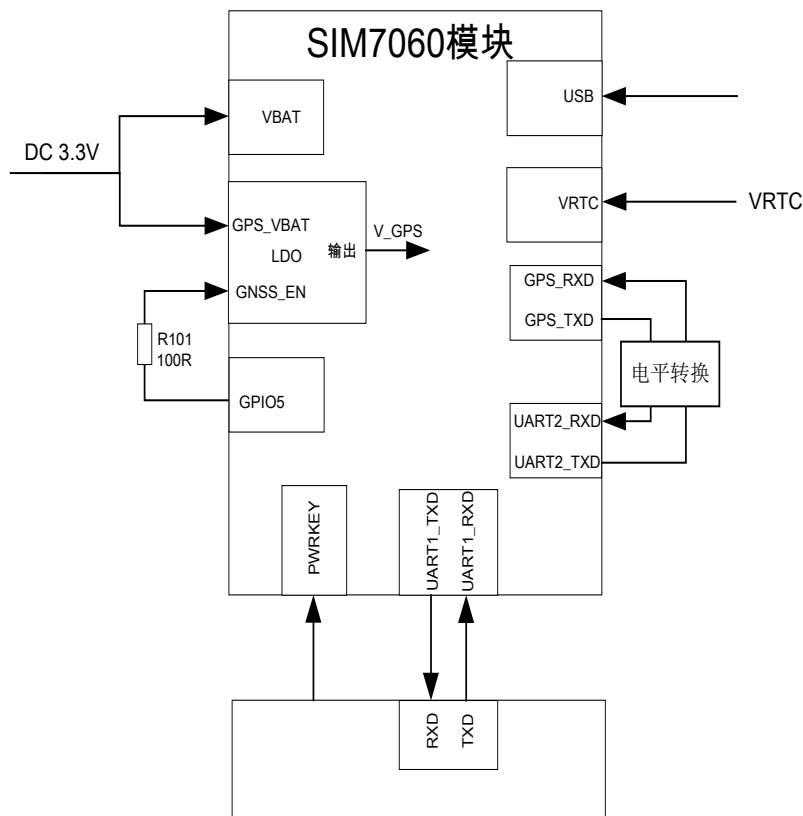 SIM7060模块
VBAT
USB
DC 3.3V
VRTC
VRTC
GPS_VBAT
LDO
输出
V_GPS
GNSS_EN
R101
100R
GPIO5
GPS_RXD
GPS_TXD
电平转换
UART2_RXD
UART2_TXD
PWRKEY
UART1_TXD
UART1_RXD
RXD
TXD